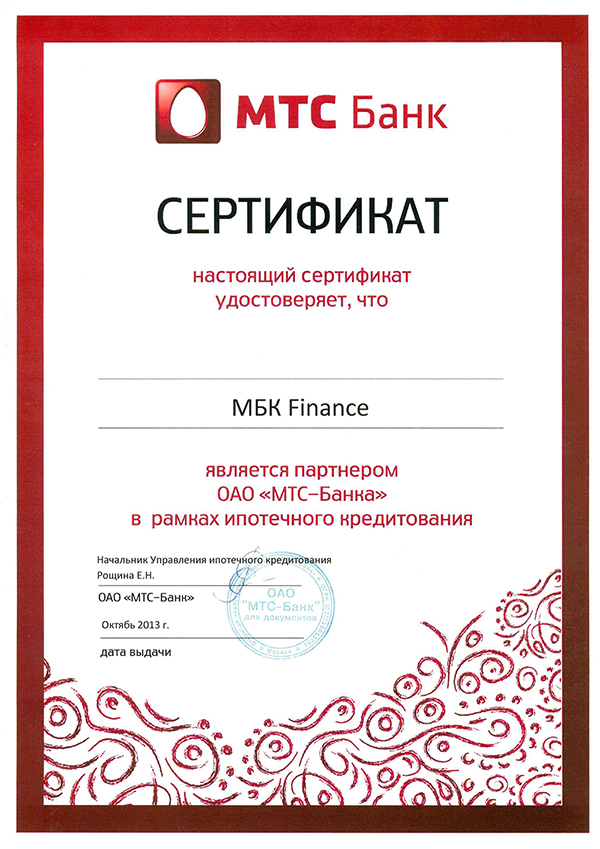 МТС Банк
СЕРТИФИКАТ
настоящий сертификат
удостоверяет, что
МБК Finance
является партнером
ОАО «МТС–Банка»
в рамках ипотечного кредитования
Начальник Управления ипотечного кредитования
Рощина Е.Н.
ОАО «МТС–Банк»
Октябь 2013 г.
дата выдачи
ОАО
"МТС-Банк"
для документов